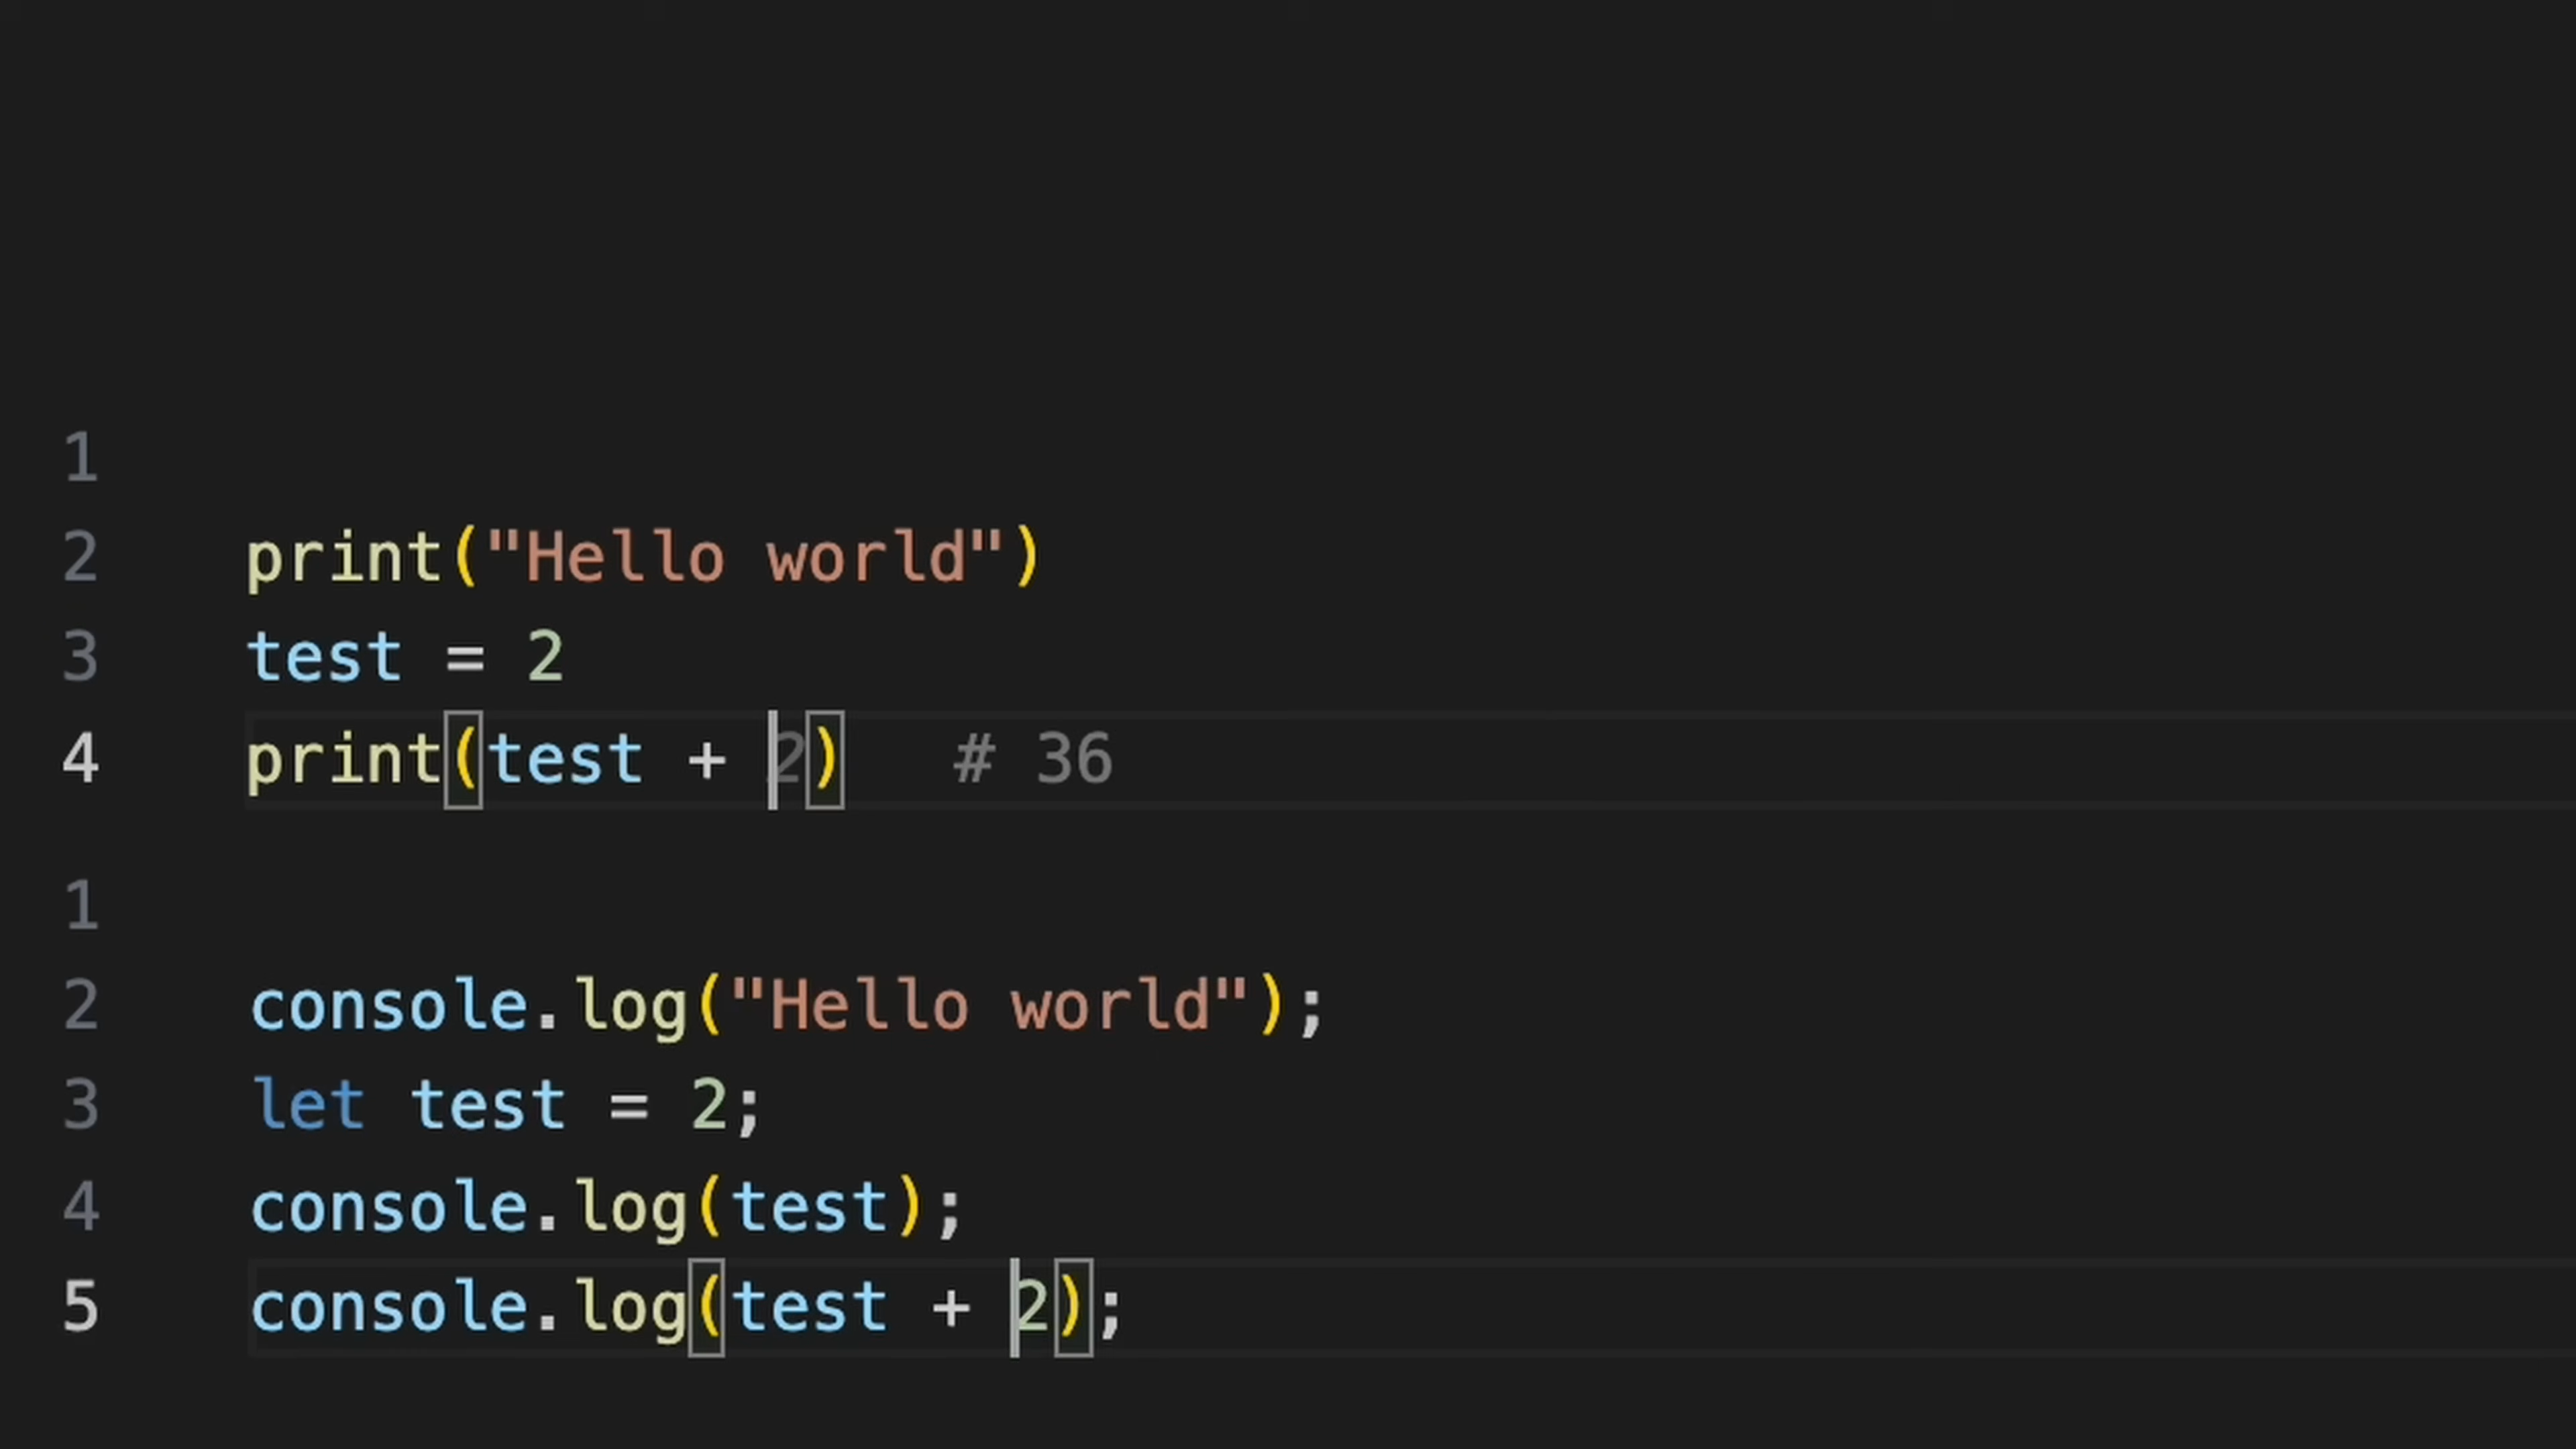 1
2 print("Hello world")
3 test = 2
4 print(test + 2) # 36
1
2 console.log("Hello world");
3 let test = 2;
4 console.log(test);
5 console.log(test + 2);